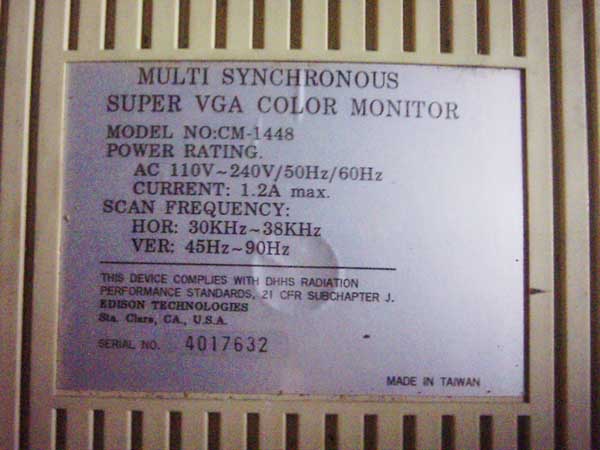 MULTI SYNCHRONOUS
SUPER VGA COLOR MONITOR
MODEL NO:CM-1448
POWER RATING.
AC 110V~240V/50Hz/60Hz
CURRENT: 1.2A max.
SCAN FREQUENCY:
HOR: 30KHz~38KHz
VER: 45Hz~90Hz
THIS DEVICE COMPLIES WITH DHHS RADIATION
PERFORMANCE STANDARDS, 21 CFR SUBCHAPTER J.
EDISON TECHNOLOGIES
Sta. Clara, CA., U.S.A.
SERIAL NO. 4017632
MADE IN TAIWAN